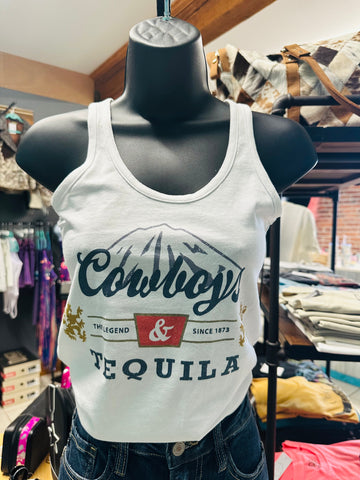 Cowboys
THE LEGEND & SINCE 1873
TEQUILA